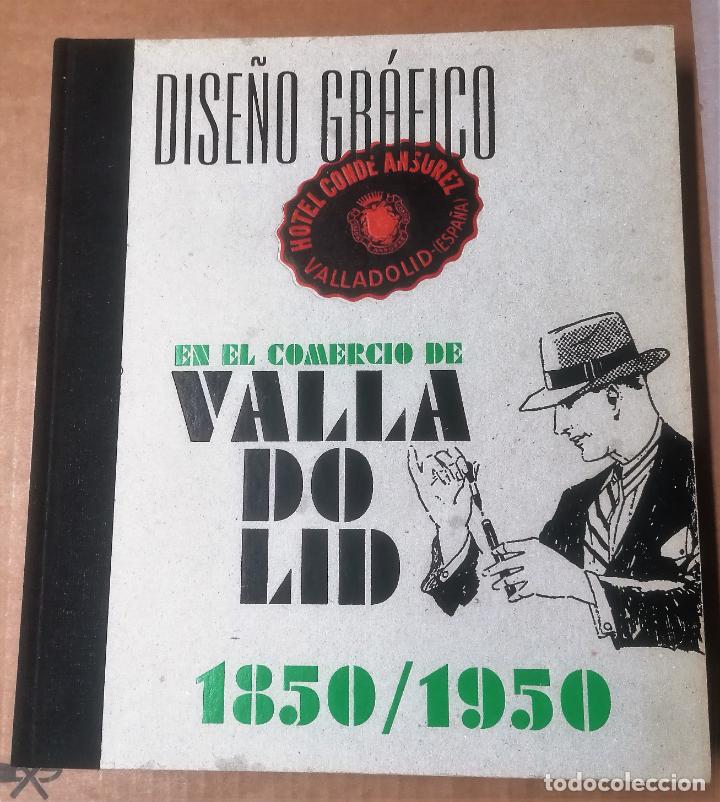 DISEÑO GRÁFICO
HOTEL CONDE ANSUREZ
VALLADOLID-(ESPAÑA)
EN EL COMERCIO DE
VALLA
DO
LID
1850/1950
todocoleccion